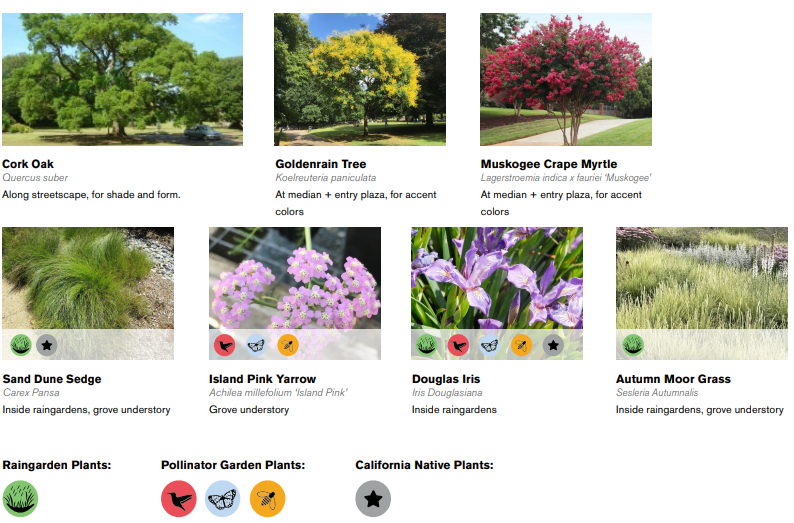 Cork Oak
Quercus suber
Along streetscape, for shade and form.
Goldenrain Tree
Koelreuteria paniculata
At median + entry plaza, for accent
colors
Muskogee Crape Myrtle
Lagerstroemia indica x fauriei 'Muskogee'
At median + entry plaza, for accent
colors
Sand Dune Sedge
Carex Pansa
Inside raingardens, grove understory
Island Pink Yarrow
Achilea millefolium 'Island Pink'
Grove understory
Douglas Iris
Iris Douglasiana
Inside raingardens
Autumn Moor Grass
Sesleria Autumnalis
Inside raingardens, grove understory
Raingarden Plants:
Pollinator Garden Plants:
California Native Plants: